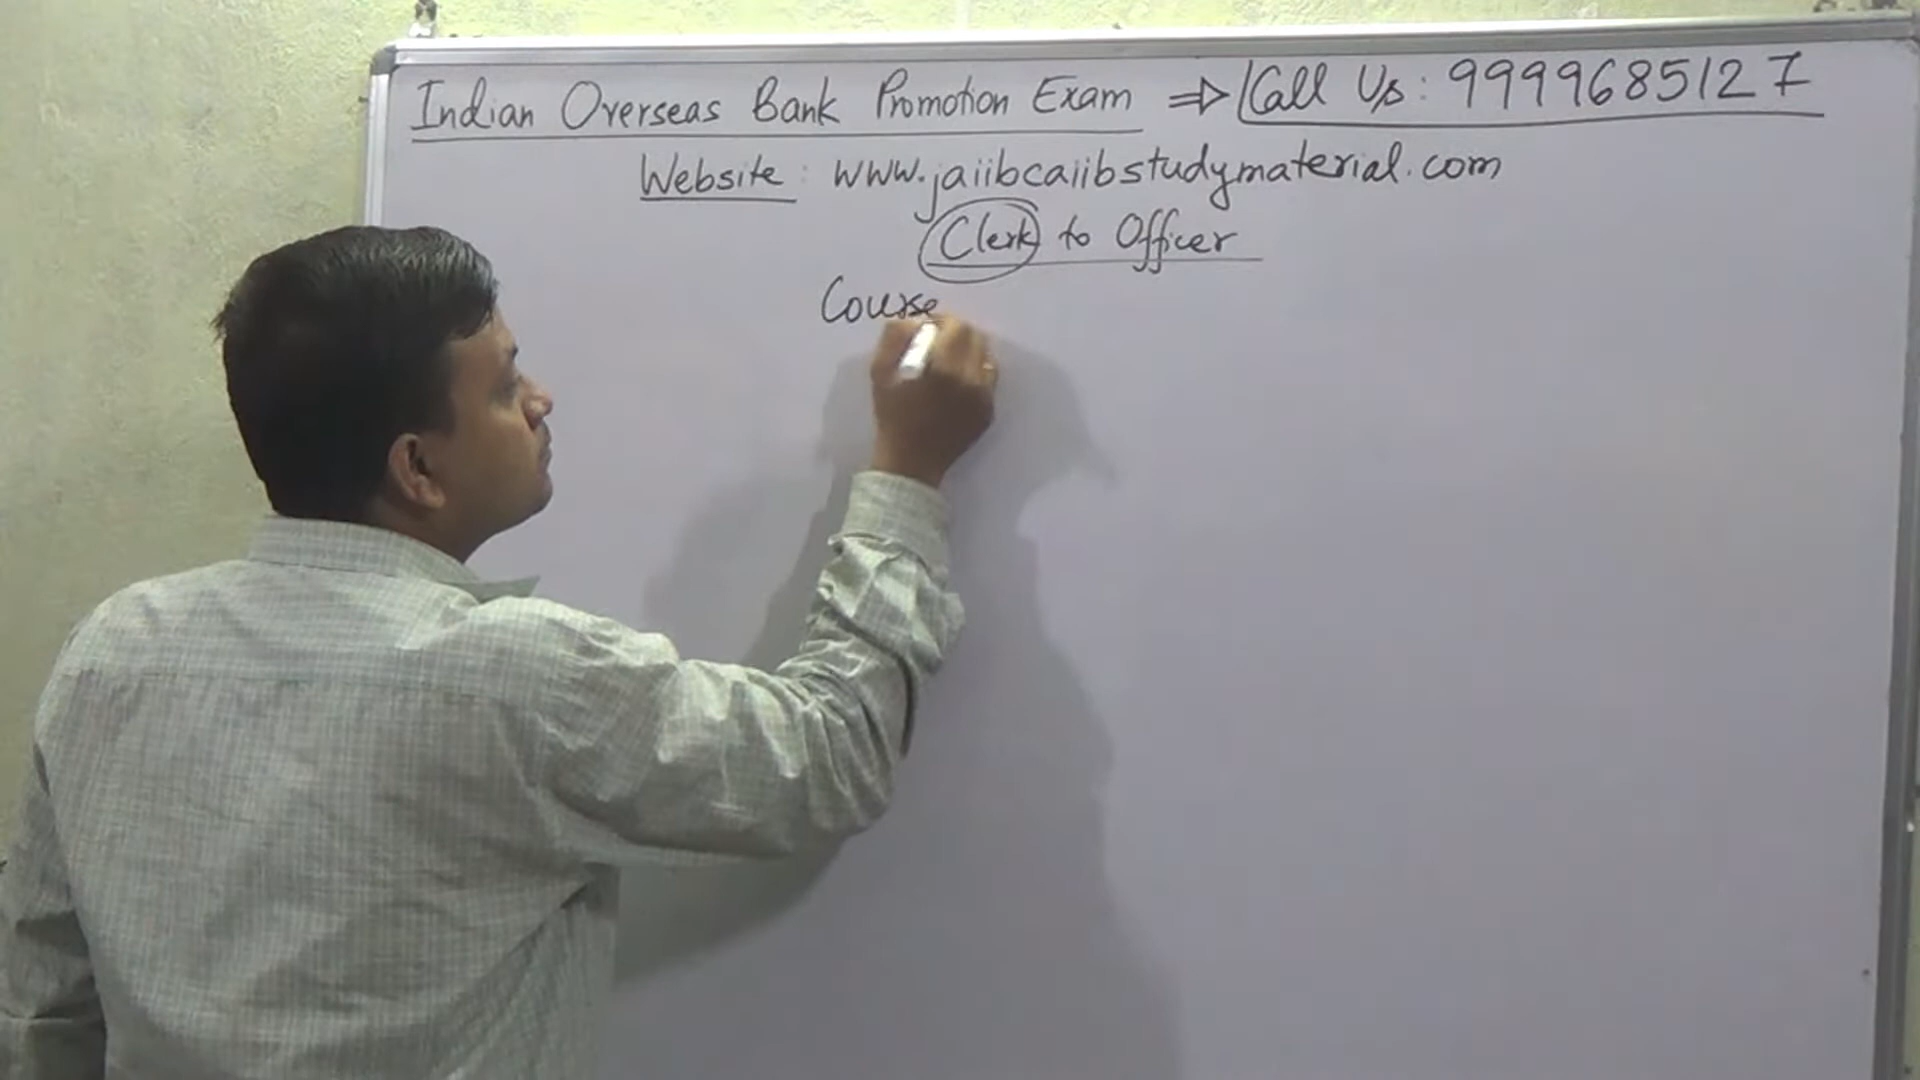 Indian Overseas Bank Promotion Exam ⇒ Call Us: 9999685127
Website: www.jaiibcaiibstudymaterial.com
Clerk to Officer
Course